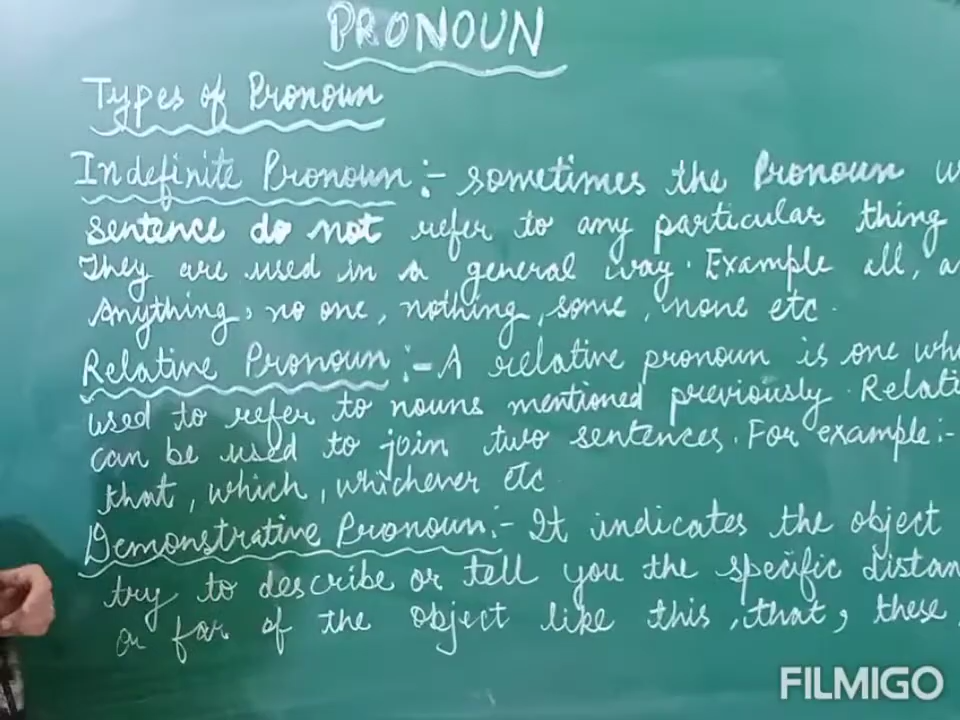 PRONOUN
Types of Pronoun
Indefinite Pronoun :- sometimes the Pronoun
sentence do not refer to any particular thing
They are used in a general way. Example all,
Anything, no one, nothing, some, none etc.
Relative Pronoun :- A relative pronoun is one
used to refer to nouns mentioned previously. Relati
can be used to join two sentences. For example:-
that, which, whichever etc
Demonstrative Pronoun:- It indicates the object
try to describe or tell you the specific distan
or far of the object like this, that, these,
FILMIGO